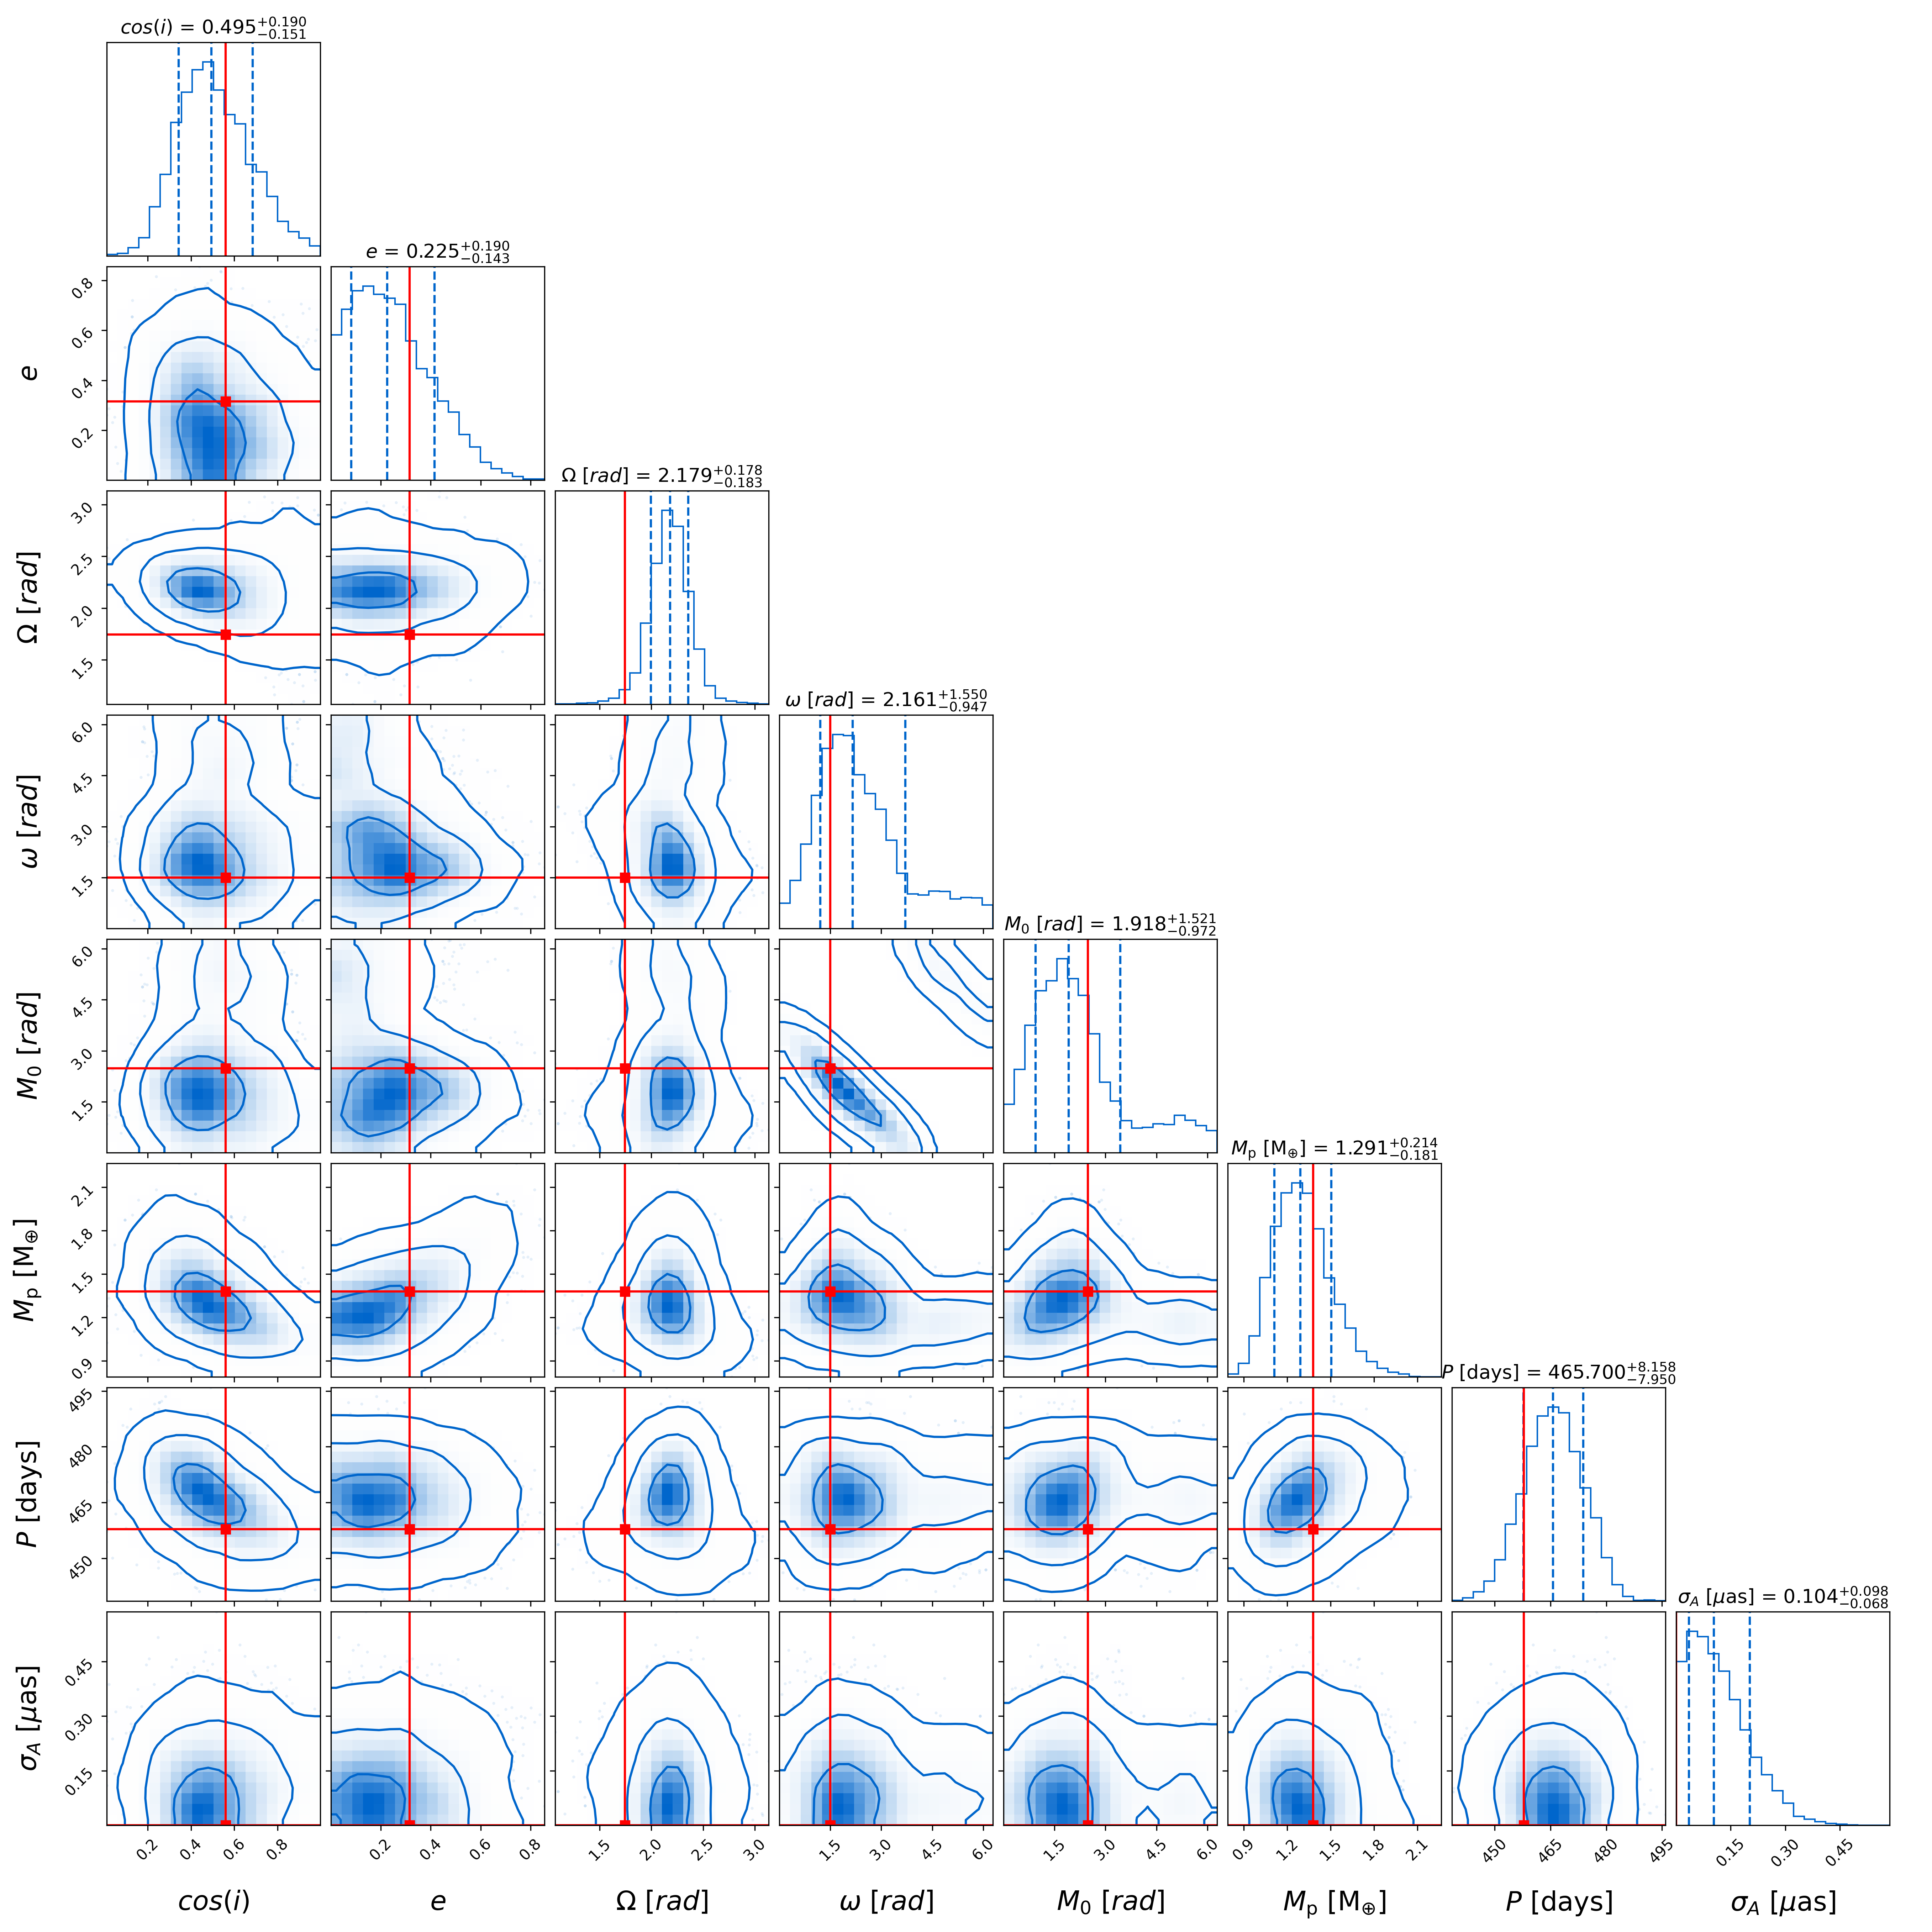 cos(i) = 0.495+0.190−0.151
e = 0.225+0.190−0.143
0.8
0.6
0.4
0.2
e
Ω [rad] = 2.179+0.178−0.183
3.0
2.5
2.0
1.5
Ω [rad]
ω [rad] = 2.161+1.550−0.947
6.0
4.5
3.0
1.5
ω [rad]
M0 [rad] = 1.918+1.521−0.972
6.0
4.5
3.0
1.5
M0 [rad]
Mp [M⊕] = 1.291+0.214−0.181
2.1
1.8
1.5
1.2
0.9
Mp [M⊕]
P [days] = 465.700+8.158−7.950
495
480
465
450
P [days]
σA [μas] = 0.104+0.098−0.068
0.45
0.30
0.15
σA [μas]
0.2 0.4 0.6 0.8 0.2 0.4 0.6 0.8 1.5 2.0 2.5 3.0 1.5 3.0 4.5 6.0 1.5 3.0 4.5 6.0 0.9 1.2 1.5 1.8 2.1 450 465 480 495 0.15 0.30 0.45
cos(i) e Ω [rad] ω [rad] M0 [rad] Mp [M⊕] P [days] σA [μas]